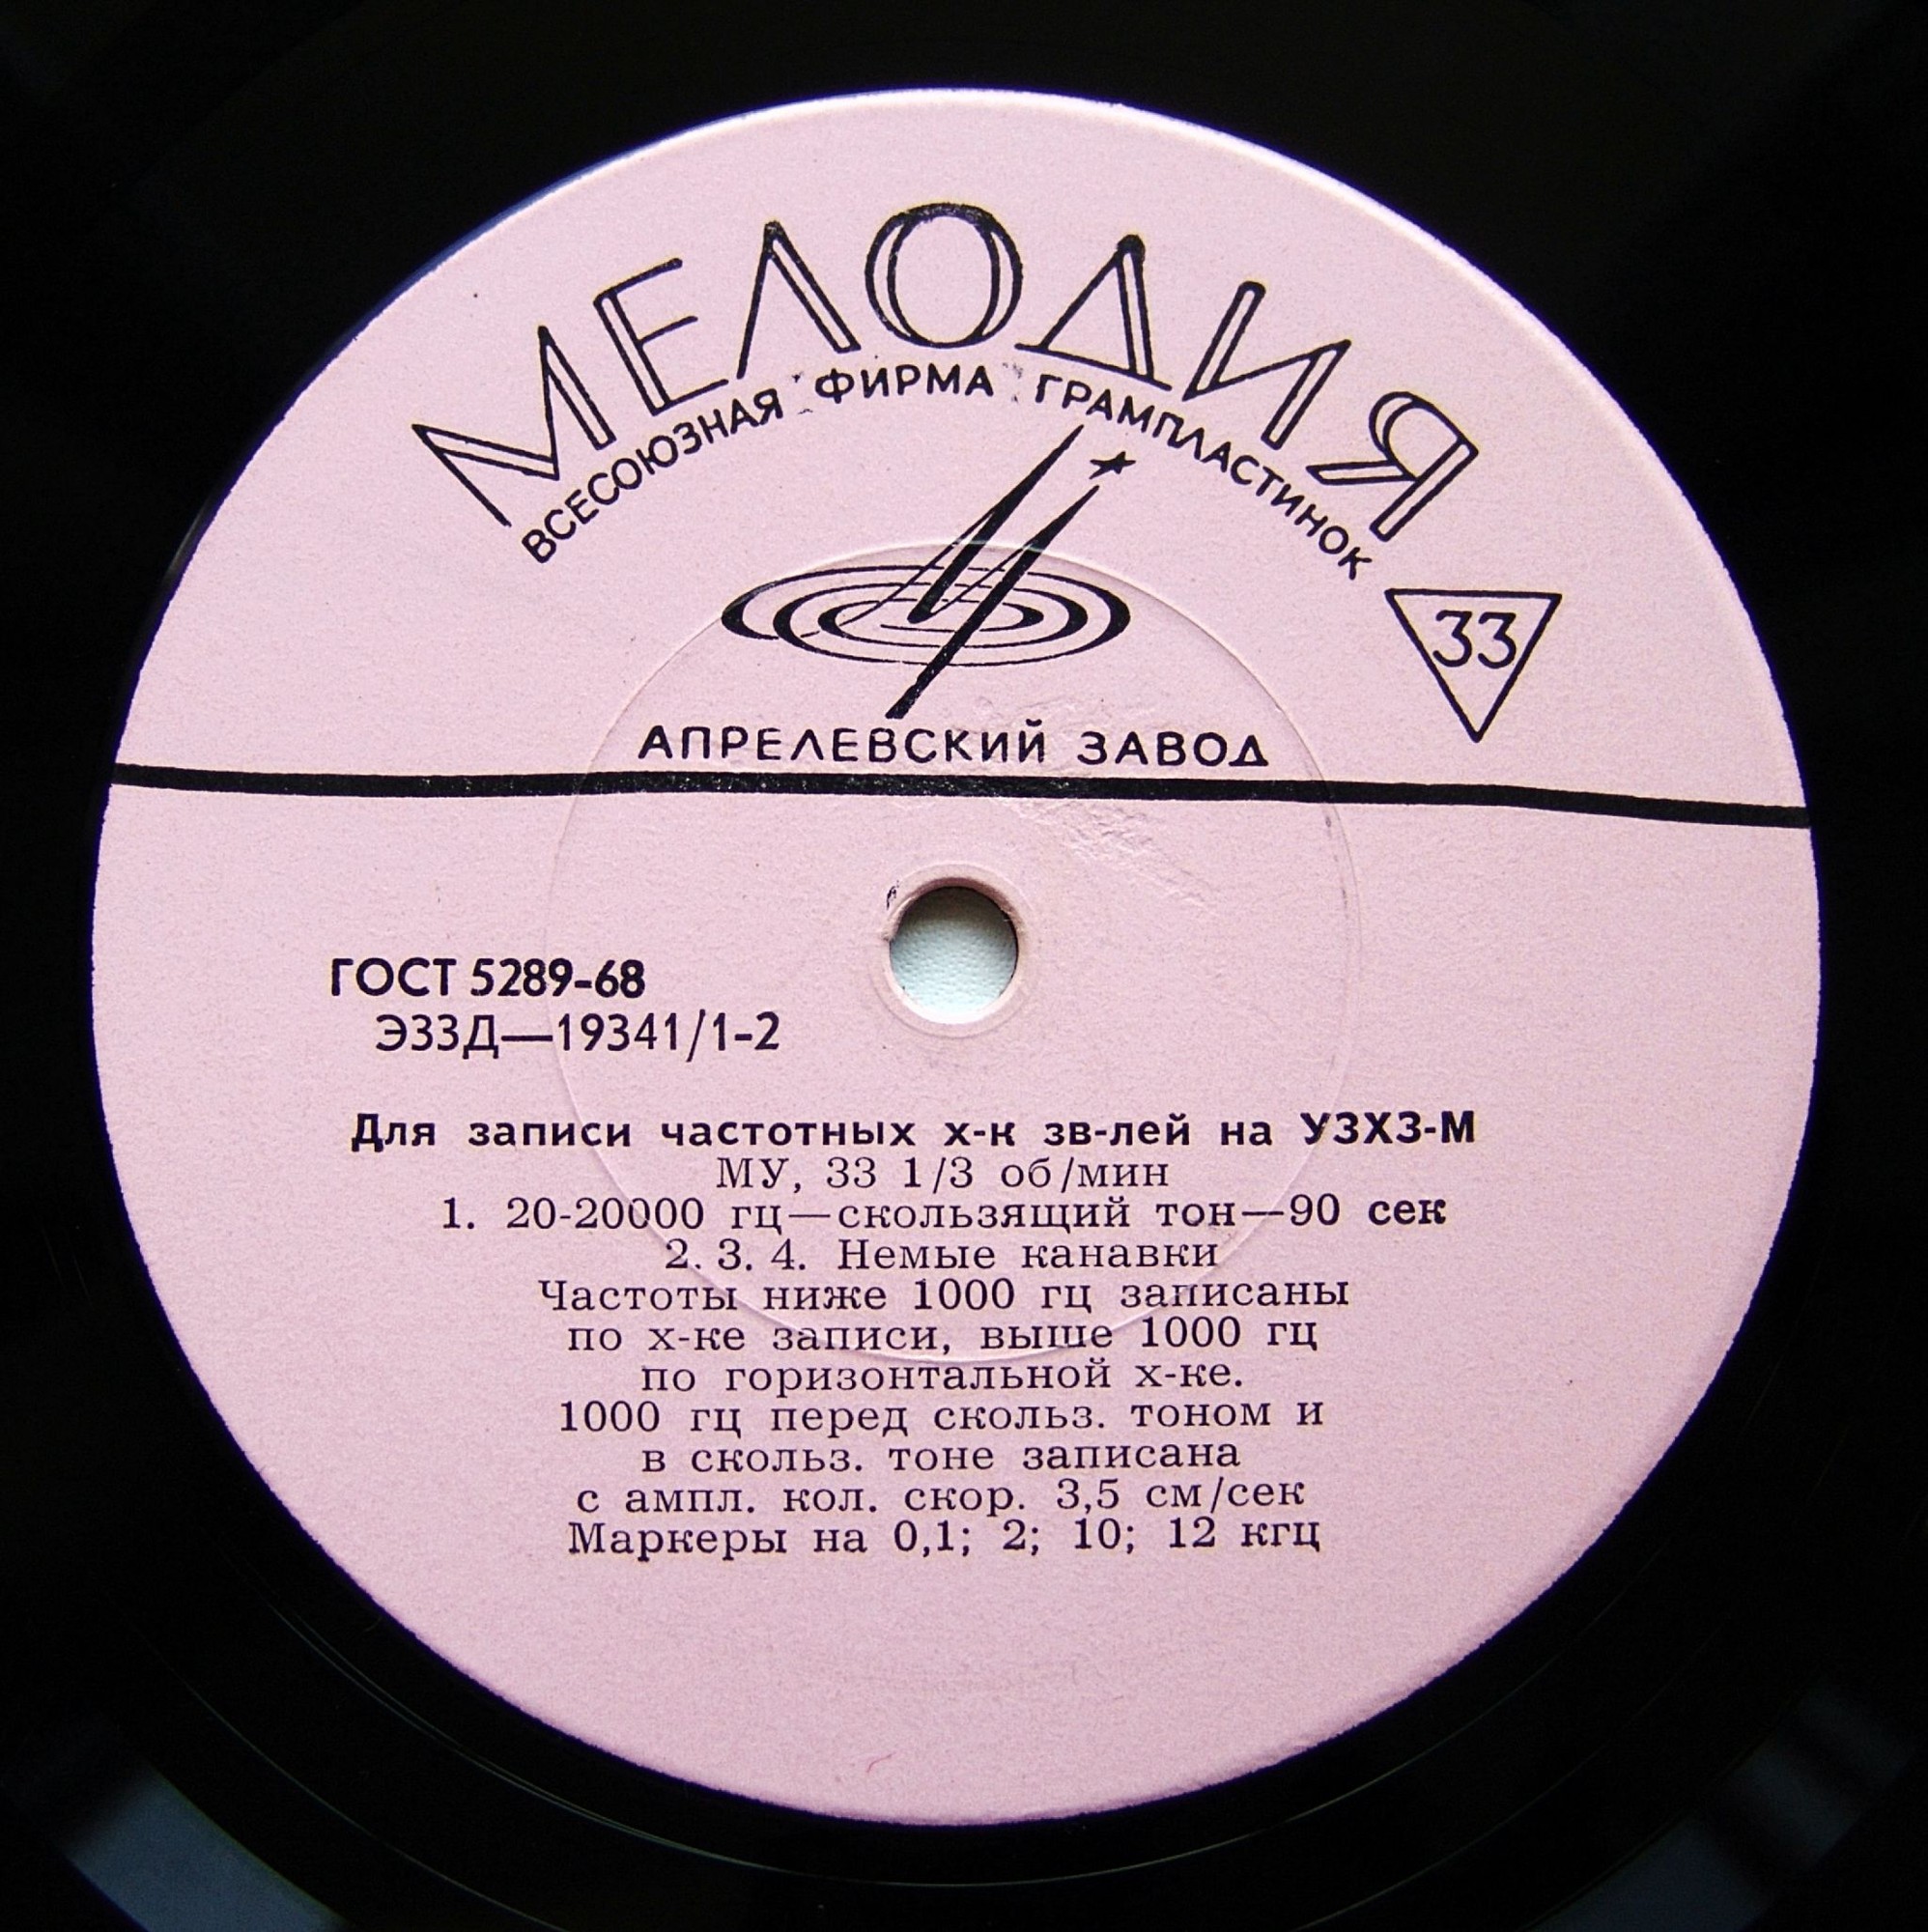 МЕЛОДИЯ
ВСЕСОЮЗНАЯ ФИРМА ГРАМПЛАСТИНОК
33
АПРЕЛЕВСКИЙ ЗАВОД
ГОСТ 5289-68
Э33Д—19341/1-2
Для записи частотных х-к зв-лей на УЗХЗ-М
МУ, 33 1/3 об/мин
1. 20-20000 гц—скользящий тон—90 сек
2. 3. 4. Немые канавки
Частоты ниже 1000 гц записаны
по х-ке записи, выше 1000 гц
по горизонтальной х-ке.
1000 гц перед скольз. тоном и
в скольз. тоне записана
с ампл. кол. скор. 3,5 см/сек
Маркеры на 0,1; 2; 10; 12 кгц